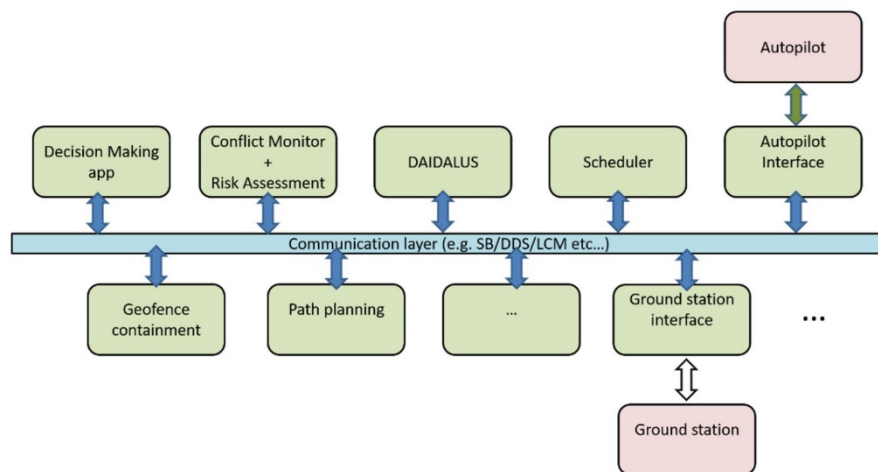 Autopilot
Decision Making
app
Conflict Monitor
+
Risk Assessment
DAIDALUS
Scheduler
Autopilot
Interface
Communication layer (e.g. SB/DDS/LCM etc...)
Geofence
containment
Path planning
...
Ground station
interface
...
Ground station